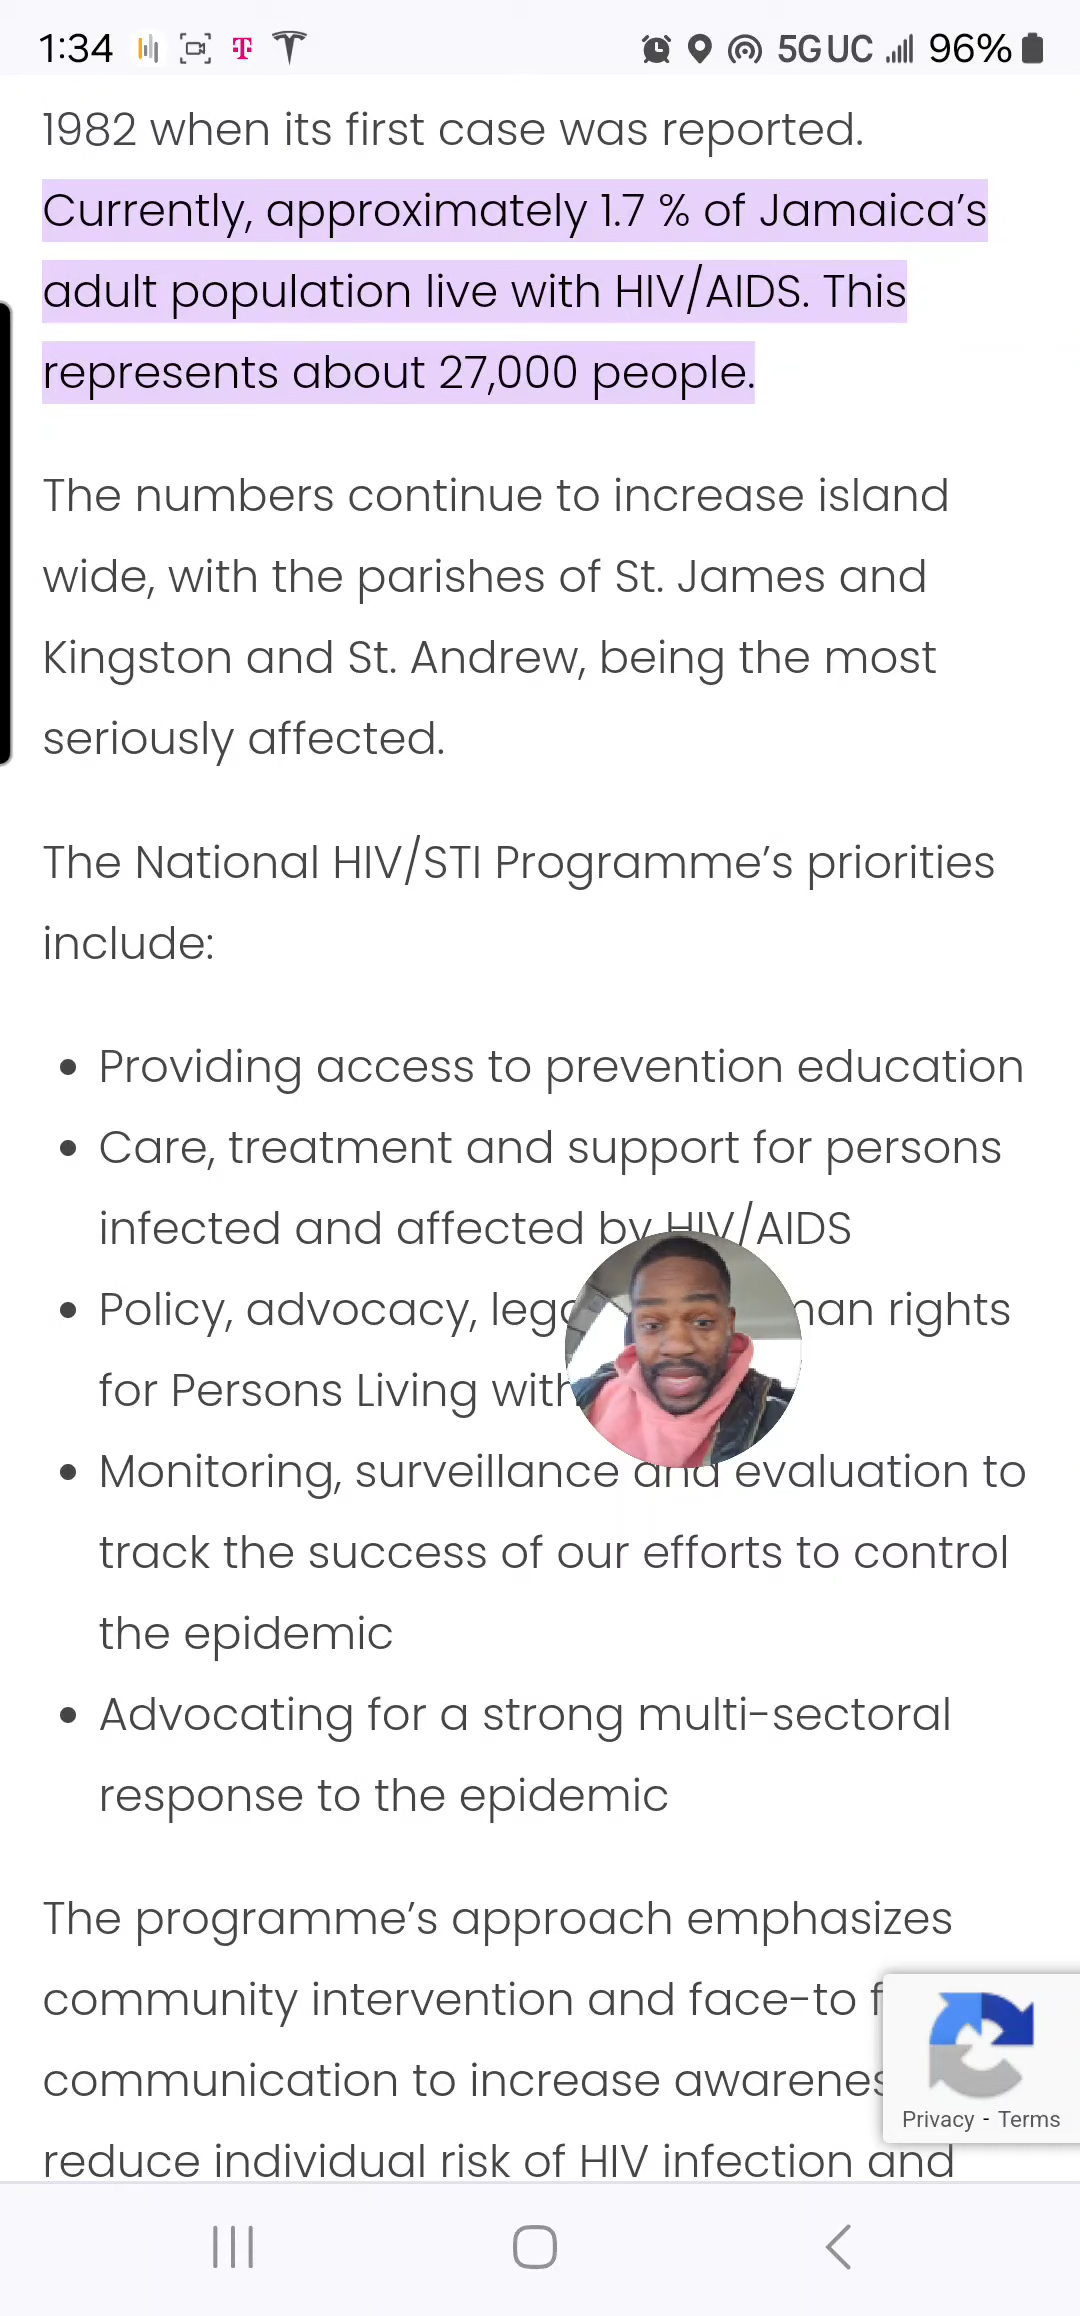 1:34 5G UC 96%
1982 when its first case was reported.
Currently, approximately 1.7 % of Jamaica’s
adult population live with HIV/AIDS. This
represents about 27,000 people.
The numbers continue to increase island
wide, with the parishes of St. James and
Kingston and St. Andrew, being the most
seriously affected.
The National HIV/STI Programme’s priorities
include:
• Providing access to prevention education
• Care, treatment and support for persons
infected and affected by HIV/AIDS
• Policy, advocacy, rights
for Persons Living with
• Monitoring, surveillance and evaluation to
track the success of our efforts to control
the epidemic
• Advocating for a strong multi-sectoral
response to the epidemic
The programme’s approach emphasizes
community intervention and face-to
communication to increase
reduce individual risk of HIV infection and
Privacy - Terms